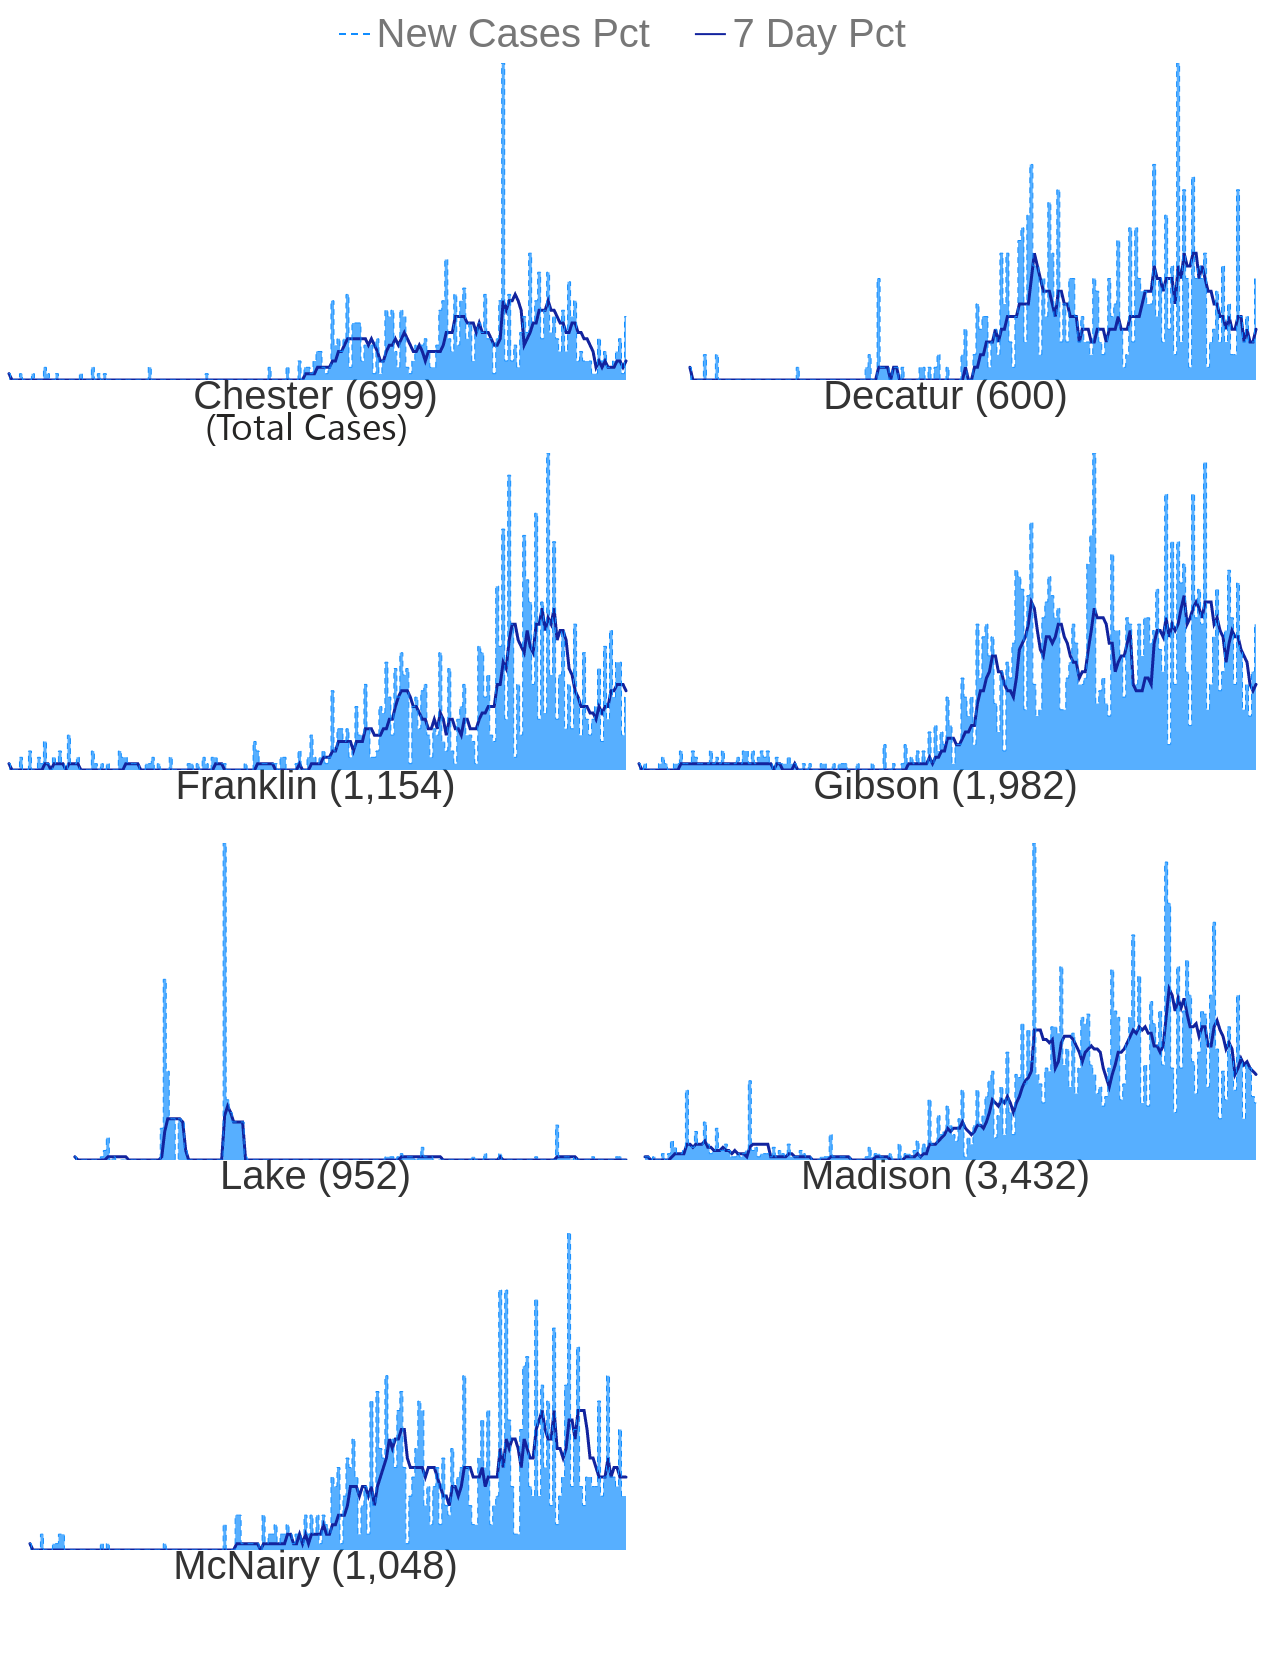 New Cases Pct 7 Day Pct
Chester (699) Decatur (600)
(Total Cases)
Franklin (1,154) Gibson (1,982)
Lake (952) Madison (3,432)
McNairy (1,048)